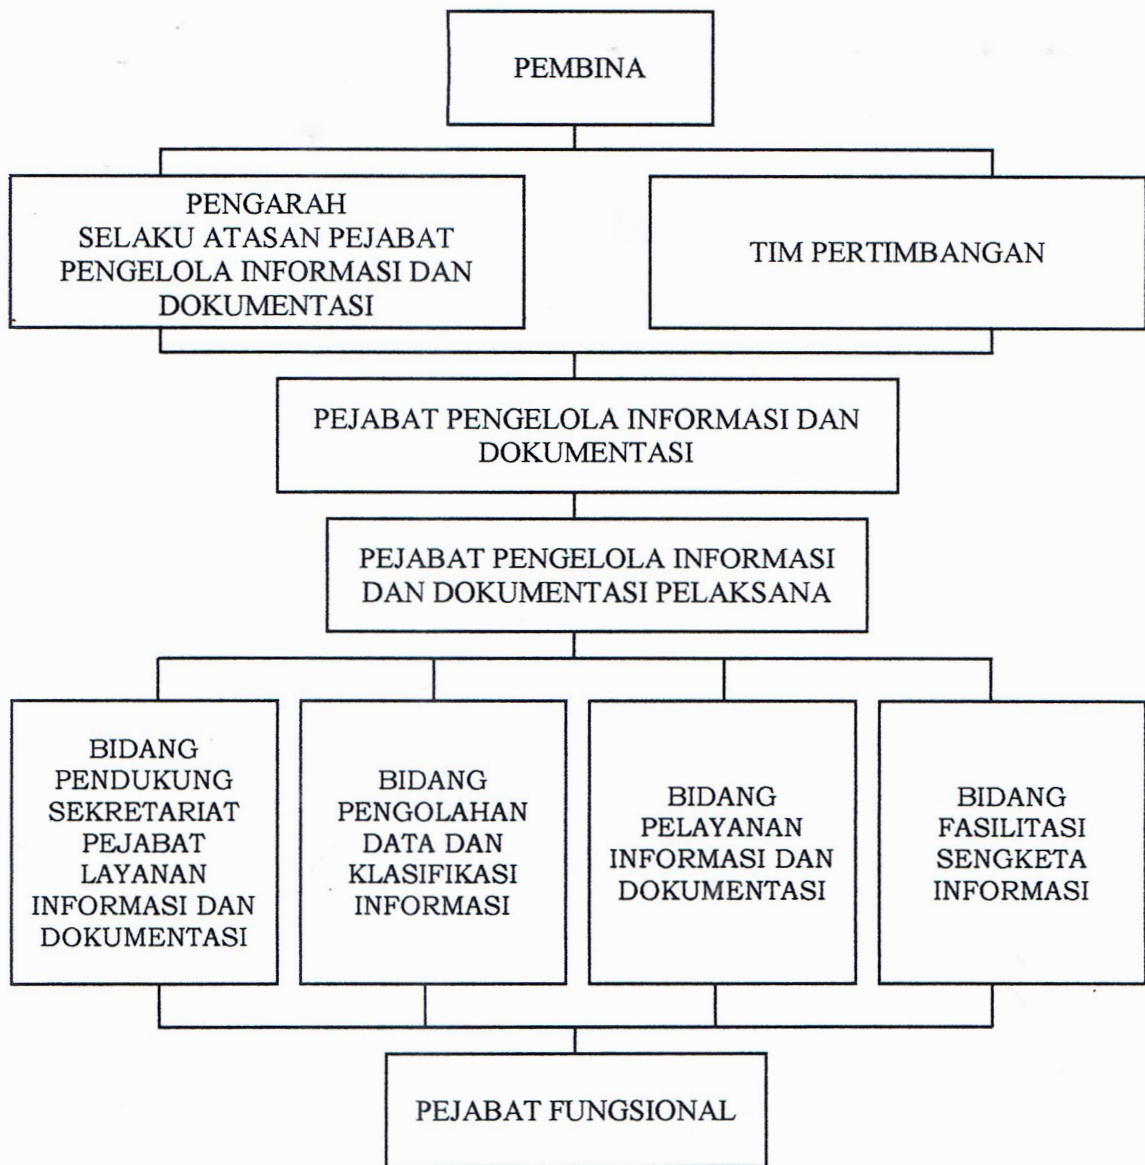 PEMBINA
PENGARAH
SELAKU ATASAN PEJABAT
PENGELOLA INFORMASI DAN
DOKUMENTASI
TIM PERTIMBANGAN
PEJABAT PENGELOLA INFORMASI DAN
DOKUMENTASI
PEJABAT PENGELOLA INFORMASI
DAN DOKUMENTASI PELAKSANA
BIDANG
PENDUKUNG
SEKRETARIAT
PEJABAT
LAYANAN
INFORMASI DAN
DOKUMENTASI
BIDANG
PENGOLAHAN
DATA DAN
KLASIFIKASI
INFORMASI
BIDANG
PELAYANAN
INFORMASI DAN
DOKUMENTASI
BIDANG
FASILITASI
SENGKETA
INFORMASI
PEJABAT FUNGSIONAL